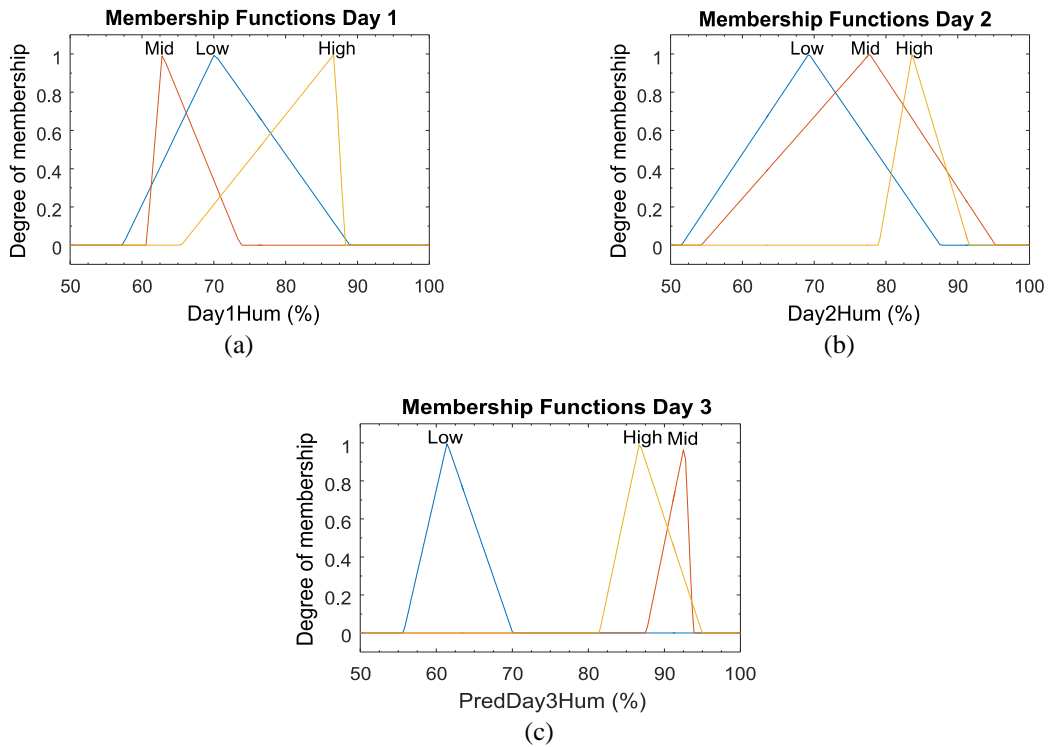 Membership Functions Day 1
Mid Low High
1
0.8
0.6
0.4
0.2
0
Degree of membership
50 60 70 80 90 100
Day1Hum (%)
(a)
Membership Functions Day 2
Low Mid High
1
0.8
0.6
0.4
0.2
0
Degree of membership
50 60 70 80 90 100
Day2Hum (%)
(b)
Membership Functions Day 3
Low High Mid
1
0.8
0.6
0.4
0.2
0
Degree of membership
50 60 70 80 90 100
PredDay3Hum (%)
(c)